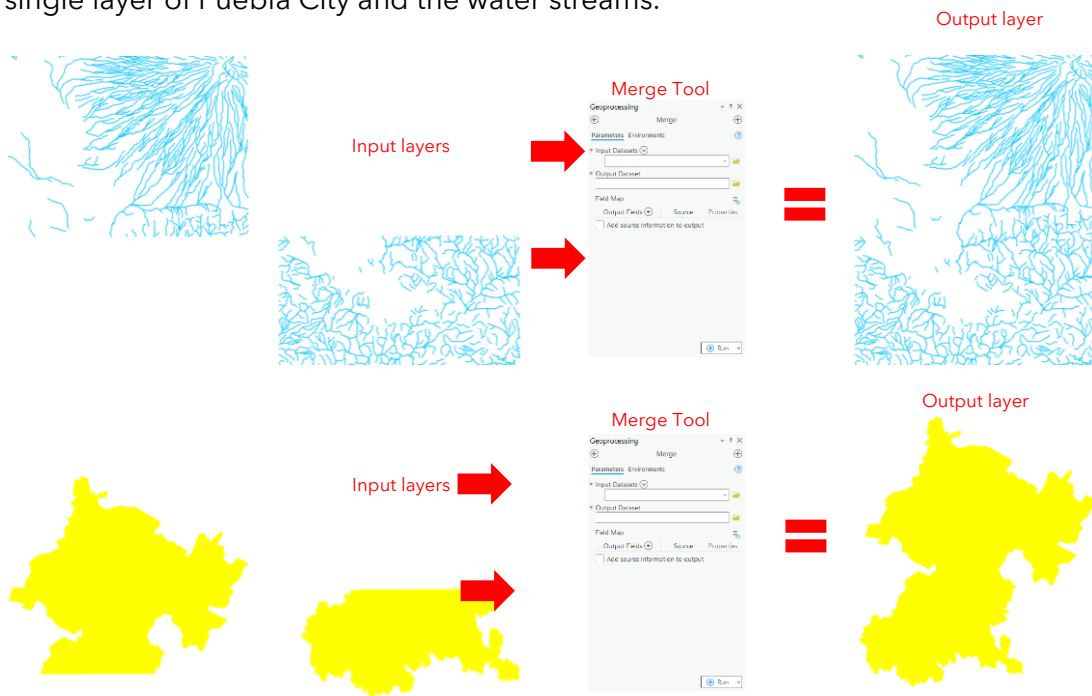 single layer of Puebla City and the water streams.
Output layer
Merge Tool
Input layers
Geoprocessing
Merge
Parameters Environments
* Input Datasets
* Output Dataset
Field Map
Output Fields Source Properties
Add source information to output
Run
Output layer
Merge Tool
Input layers
Geoprocessing
Merge
Parameters Environments
* Input Datasets
* Output Dataset
Field Map
Output Fields Source Properties
Add source information to output
Run